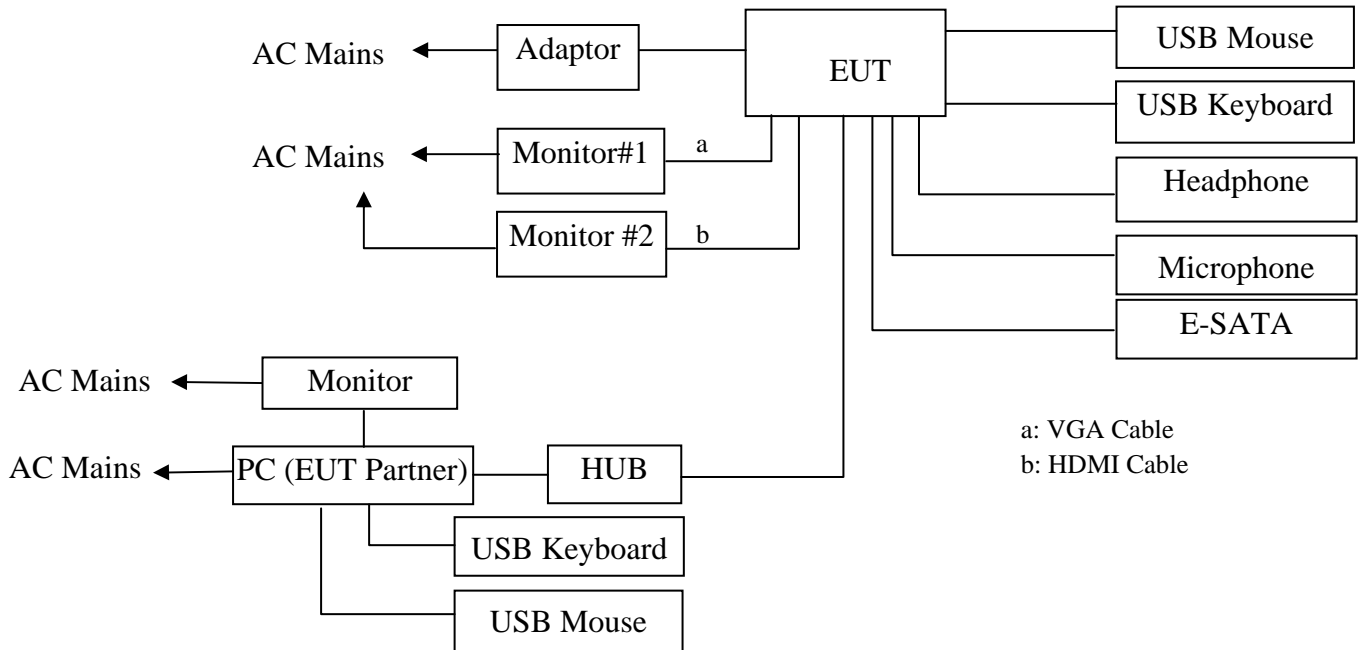 AC Mains
Adaptor
EUT
USB Mouse
USB Keyboard
AC Mains
Monitor#1
a
Headphone
Monitor #2
b
Microphone
E-SATA
AC Mains
Monitor
a: VGA Cable
b: HDMI Cable
AC Mains
PC (EUT Partner)
HUB
USB Keyboard
USB Mouse